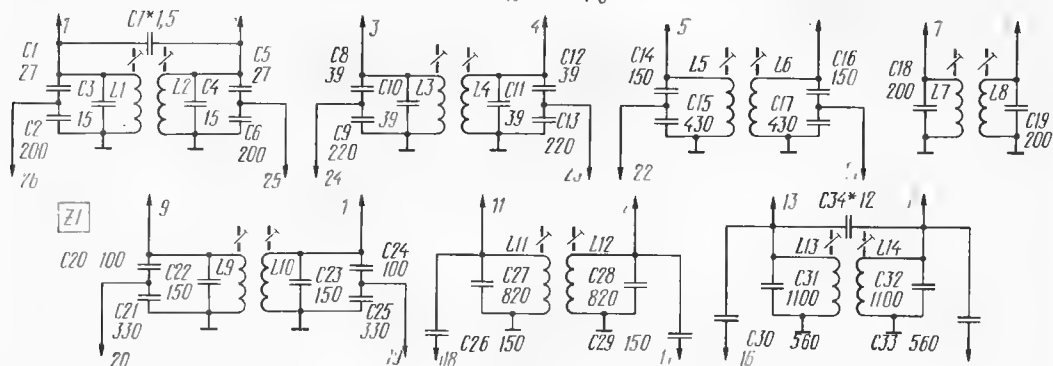 C7*1,5
1
3
4
5
7
C1
27
C3
L1
L2
C4
C5
27
C8
39
C10
L3
L4
C11
C12
39
C14
150
L5
L6
C16
150
C18
200
L7
L8
C2
200
15
15
C6
200
C9
220
39
39
C13
220
C15
430
C17
430
C19
200
26
25
24
22
Z1
9
11
13
C34*12
C20 100
C22
150
L9
L10
C23
150
C24
100
L11
C27
820
L12
C28
820
L13
C31
1100
L14
C32
1100
C21
330
C25
330
C26 150
C29 150
C30
560
C33 560
20
18
16